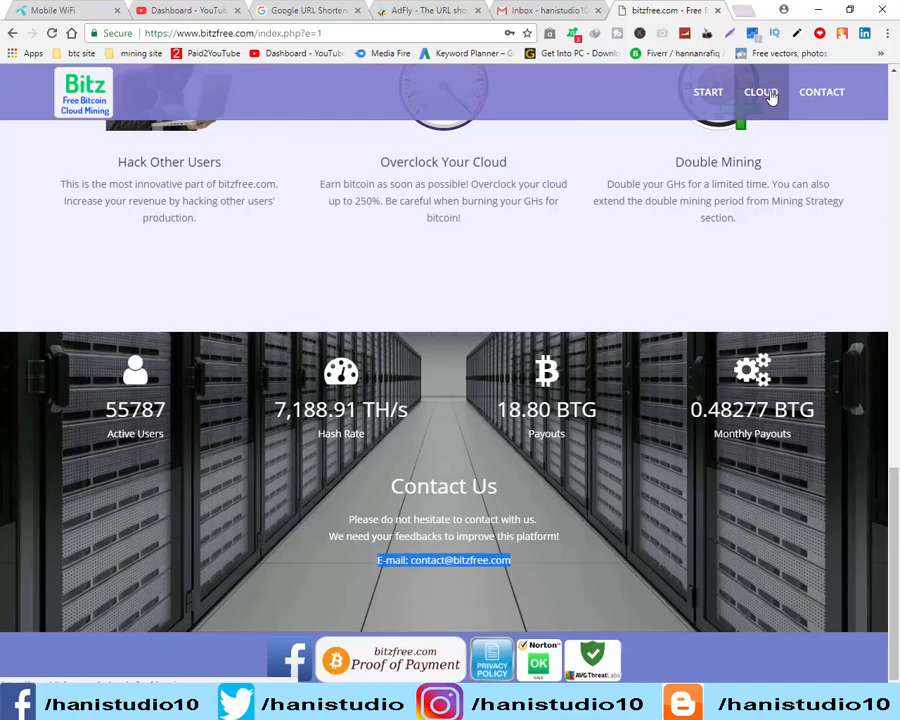 Mobile WiFi
Dashboard - YouTu
Google URL Shorten
AdFly - The URL sho
Inbox - hanistudio10
bitzfree.com - Free B
Secure
https://www.bitzfree.com/index.php?e=1
Apps
btc site
mining site
Paid2YouTube
Dashboard - YouTub
Media Fire
Keyword Planner – G
Get Into PC - Downlo
Fiverr / hannanrafiq /
Free vectors, photos
Bitz
Free Bitcoin
Cloud Mining
START
CLOUD
CONTACT
Hack Other Users
This is the most innovative part of bitzfree.com.
Increase your revenue by hacking other users'
production.
Overclock Your Cloud
Earn bitcoin as soon as possible! Overclock your cloud
up to 250%. Be careful when burning your GHs for
bitcoin!
Double Mining
Double your GHs for a limited time. You can also
extend the double mining period from Mining Strategy
section.
55787
Active Users
7,188.91 TH/s
Hash Rate
18.80 BTG
Payouts
0.48277 BTG
Monthly Payouts
Contact Us
Please do not hesitate to contact with us.
We need your feedbacks to improve this platform!
E-mail: contact@bitzfree.com
bitzfree.com
Proof of Payment
PRIVACY
POLICY
Norton
OK
SAFE
AVG ThreatLabs
/hanistudio10
/hanistudio
/hanistudio10
/hanistudio10